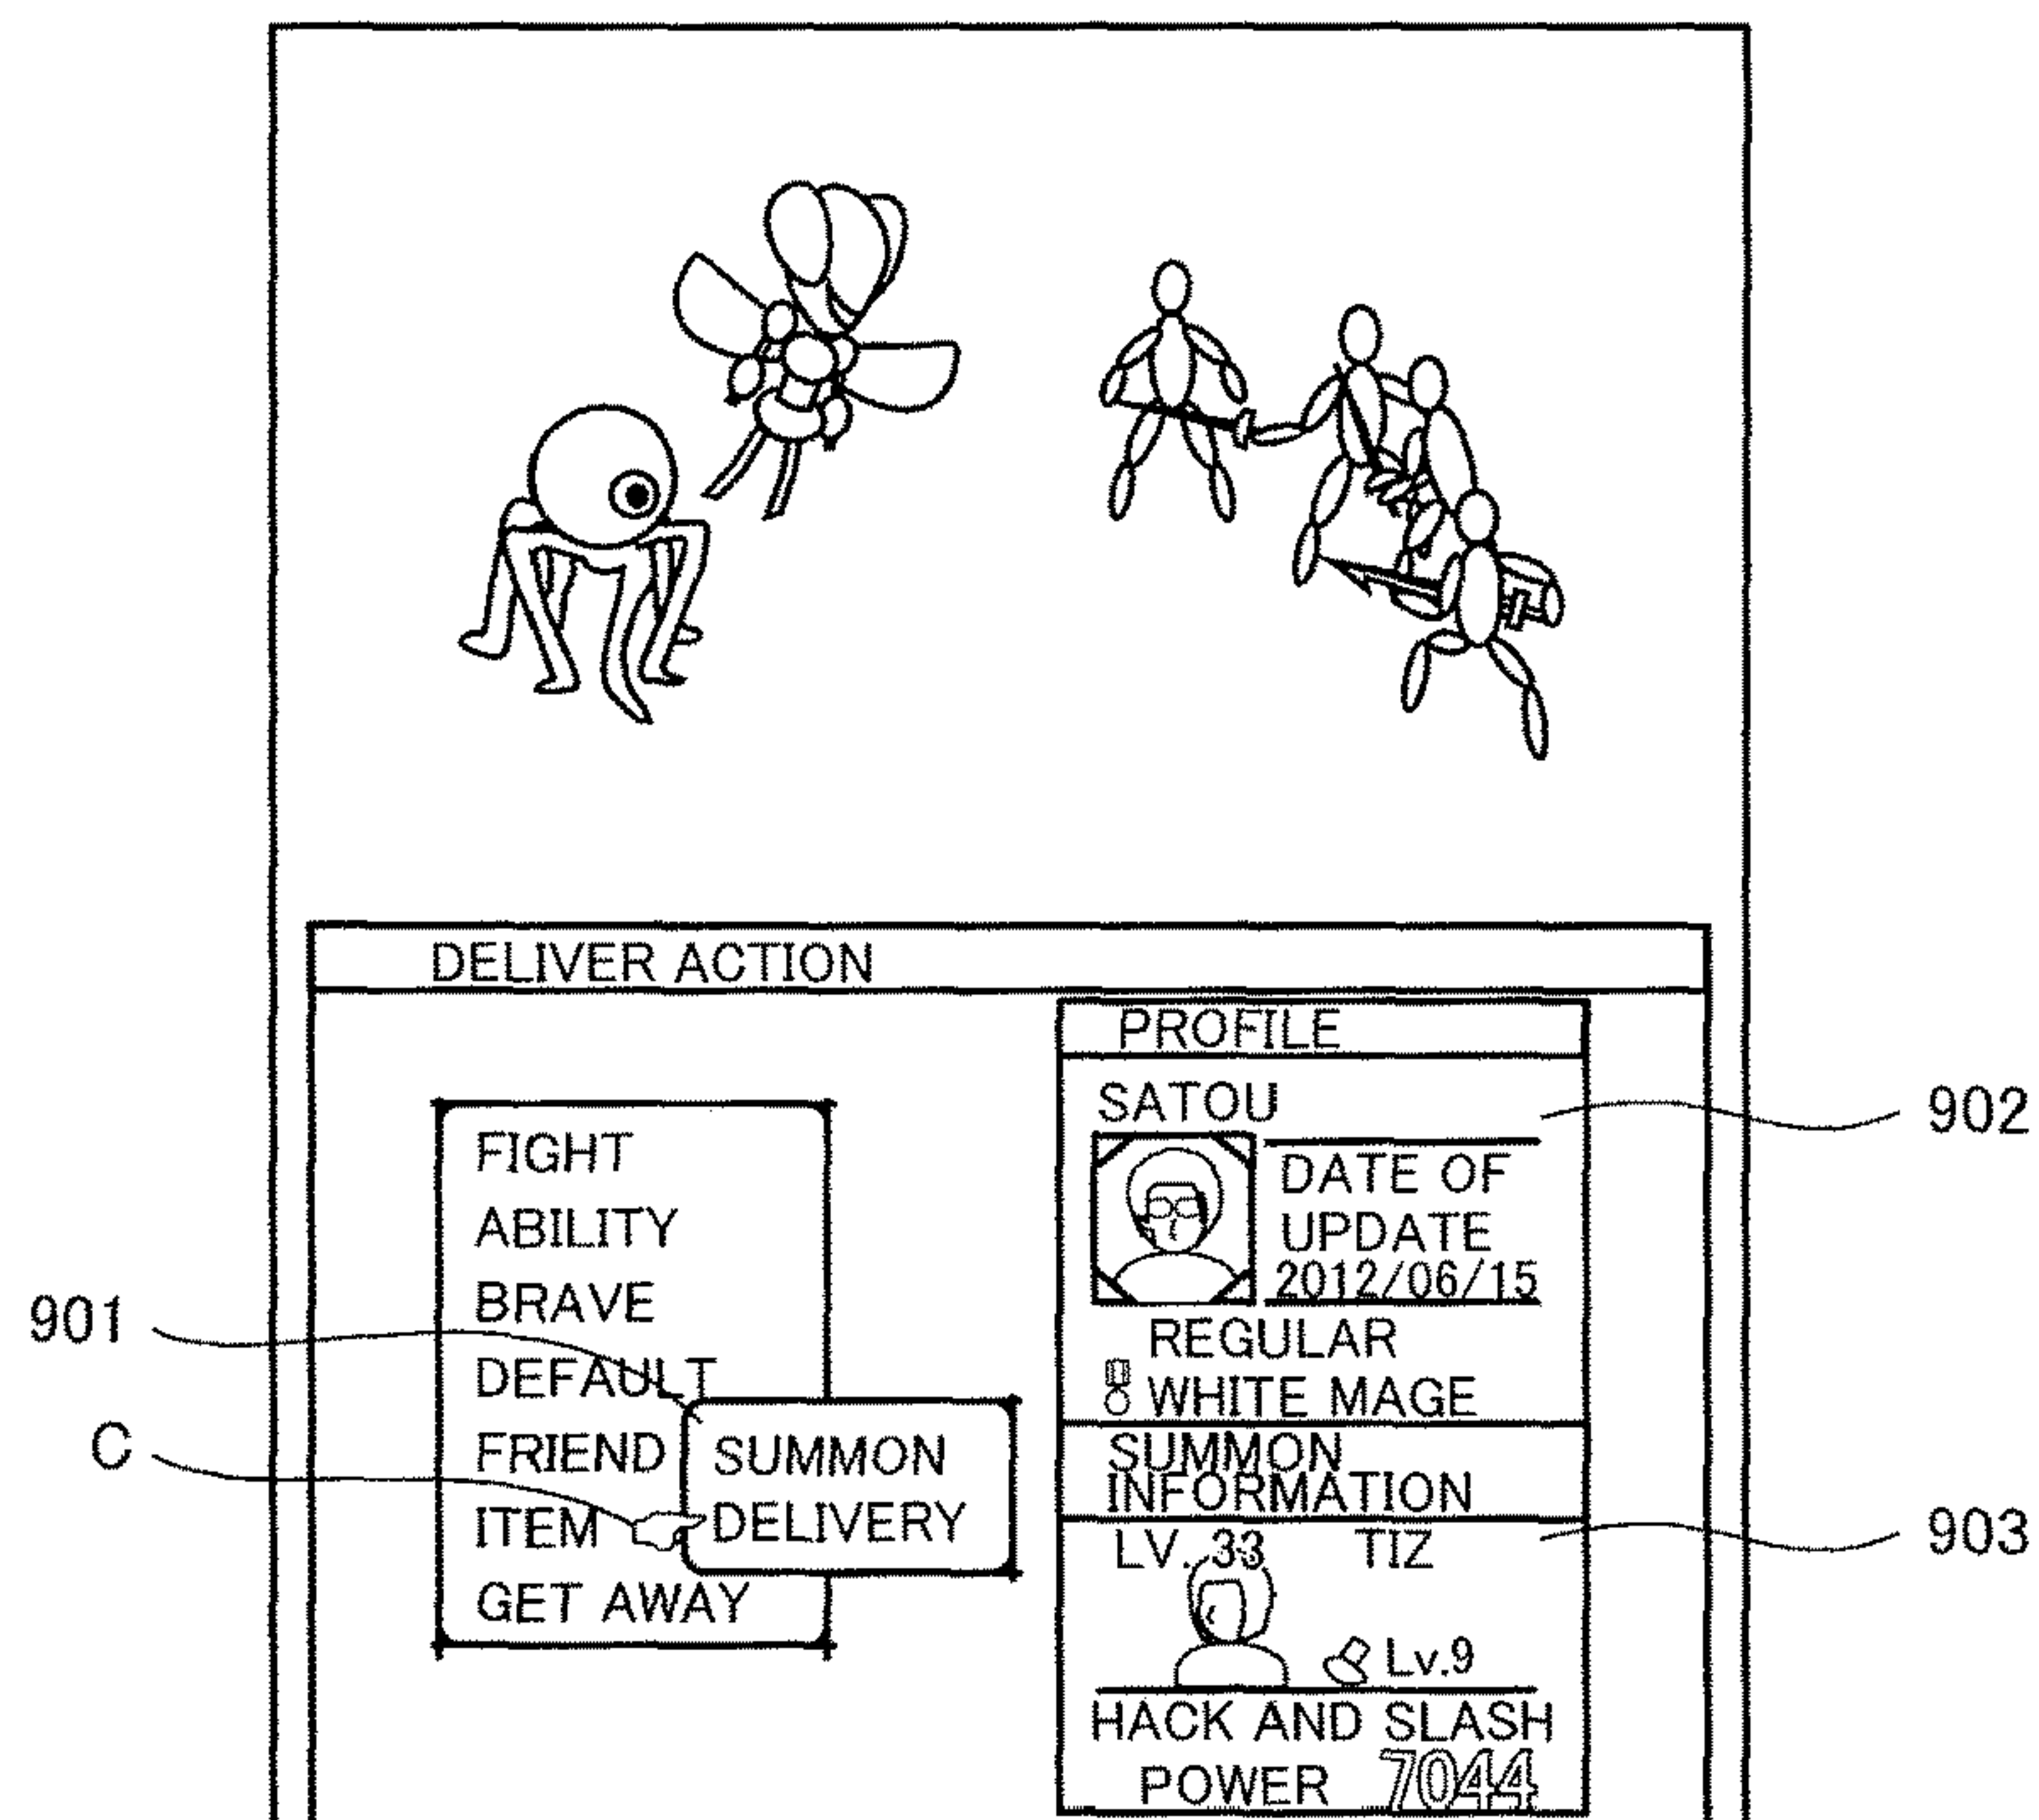 DELIVER ACTION
FIGHT
ABILITY
BRAVE
DEFAULT
FRIEND
ITEM
GET AWAY
SUMMON
DELIVERY
901
C
PROFILE
SATOU
DATE OF
UPDATE
2012/06/15
REGULAR
WHITE MAGE
SUMMON
INFORMATION
LV. 33 TIZ
Lv.9
HACK AND SLASH
POWER 7044
902
903